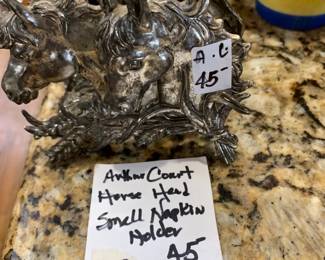 A.C.
45-
Arthur Court
Horse Head
Small Napkin
Holder
45